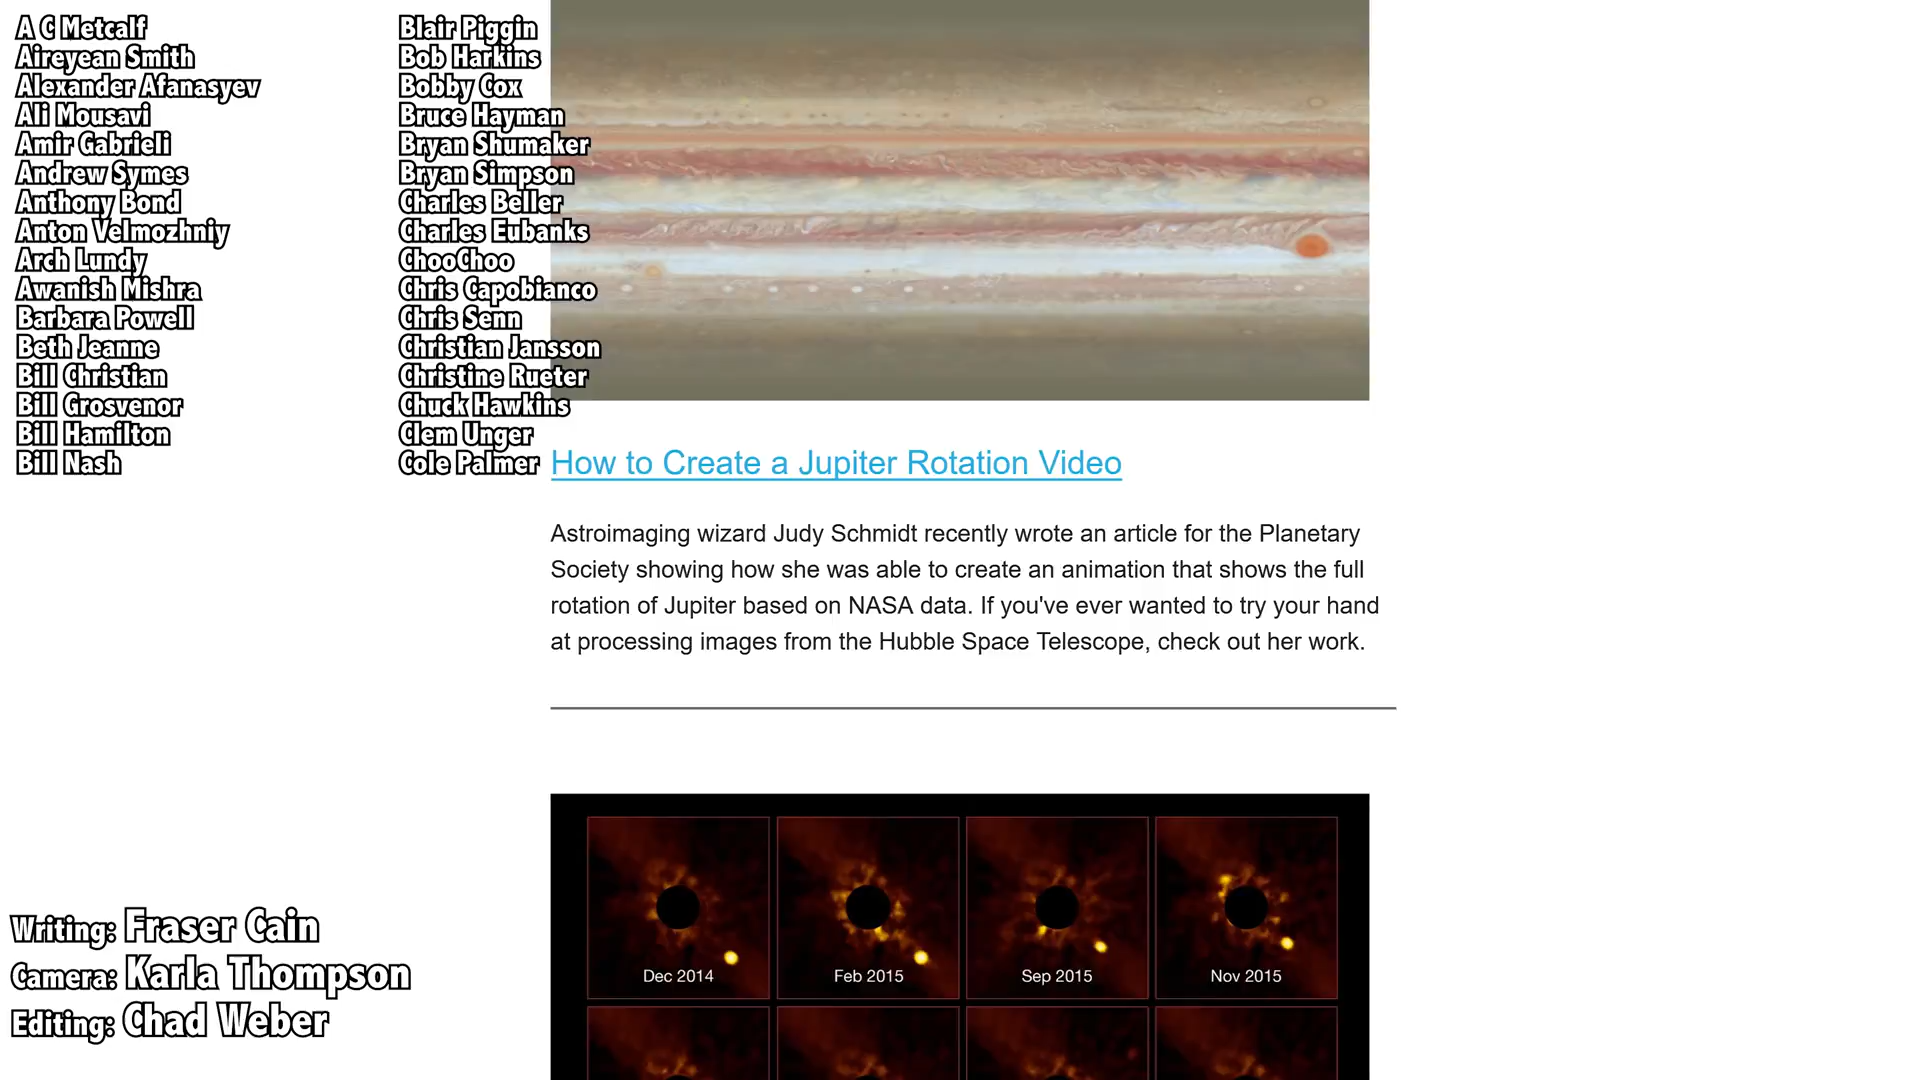 A C Metcalf
Aireyean Smith
Alexander Afanasyev
Ali Mousavi
Amir Gabrieli
Andrew Symes
Anthony Bond
Anton Velmozhniy
Arch Lundy
Awanish Mishra
Barbara Powell
Beth Jeanne
Bill Christian
Bill Grosvenor
Bill Hamilton
Bill Nash
Blair Piggin
Bob Harkins
Bobby Cox
Bruce Hayman
Bryan Shumaker
Bryan Simpson
Charles Beller
Charles Eubanks
ChooChoo
Chris Capobianco
Chris Senn
Christian Jansson
Christine Rueter
Chuck Hawkins
Clem Unger
Cole Palmer
How to Create a Jupiter Rotation Video
Astroimaging wizard Judy Schmidt recently wrote an article for the Planetary
Society showing how she was able to create an animation that shows the full
rotation of Jupiter based on NASA data. If you've ever wanted to try your hand
at processing images from the Hubble Space Telescope, check out her work.
Dec 2014
Feb 2015
Sep 2015
Nov 2015
Writing: Fraser Cain
Camera: Karla Thompson
Editing: Chad Weber